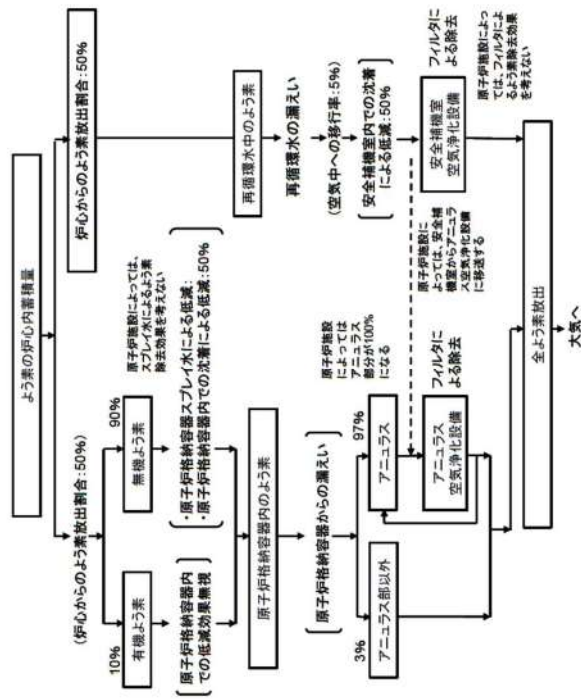 よう素の炉心内蓄積量
(炉心からのよう素放出割合:50%)
炉心からのよう素放出割合:50%
10%
有機よう素
90%
無機よう素
原子炉施設によっては、
スプレイ水によるよう素
除去効果を考えない
原子炉格納容器内
での低減効果無視
・原子炉格納容器スプレイ水による低減:
・原子炉格納容器内での沈着による低減:50%
原子炉格納容器内のよう素
原子炉格納容器からの漏えい
3%
アニュラス部以外
97%
アニュラス
原子炉施設
によっては
アニュラス
部分が100%
になる
アニュラス
空気浄化設備
フィルタに
よる除去
再循環水中のよう素
再循環水の漏えい
(空気中への移行率:5%)
安全補機室内での沈着
による低減:50%
原子炉施設に
よっては、安全補
機室からアニュラ
ス空気浄化設備
に移送する
安全補機室
空気浄化設備
フィルタに
よる除去
原子炉施設によっ
ては、フィルタによ
るよう素除去効果
を考えない
全よう素放出
大気へ